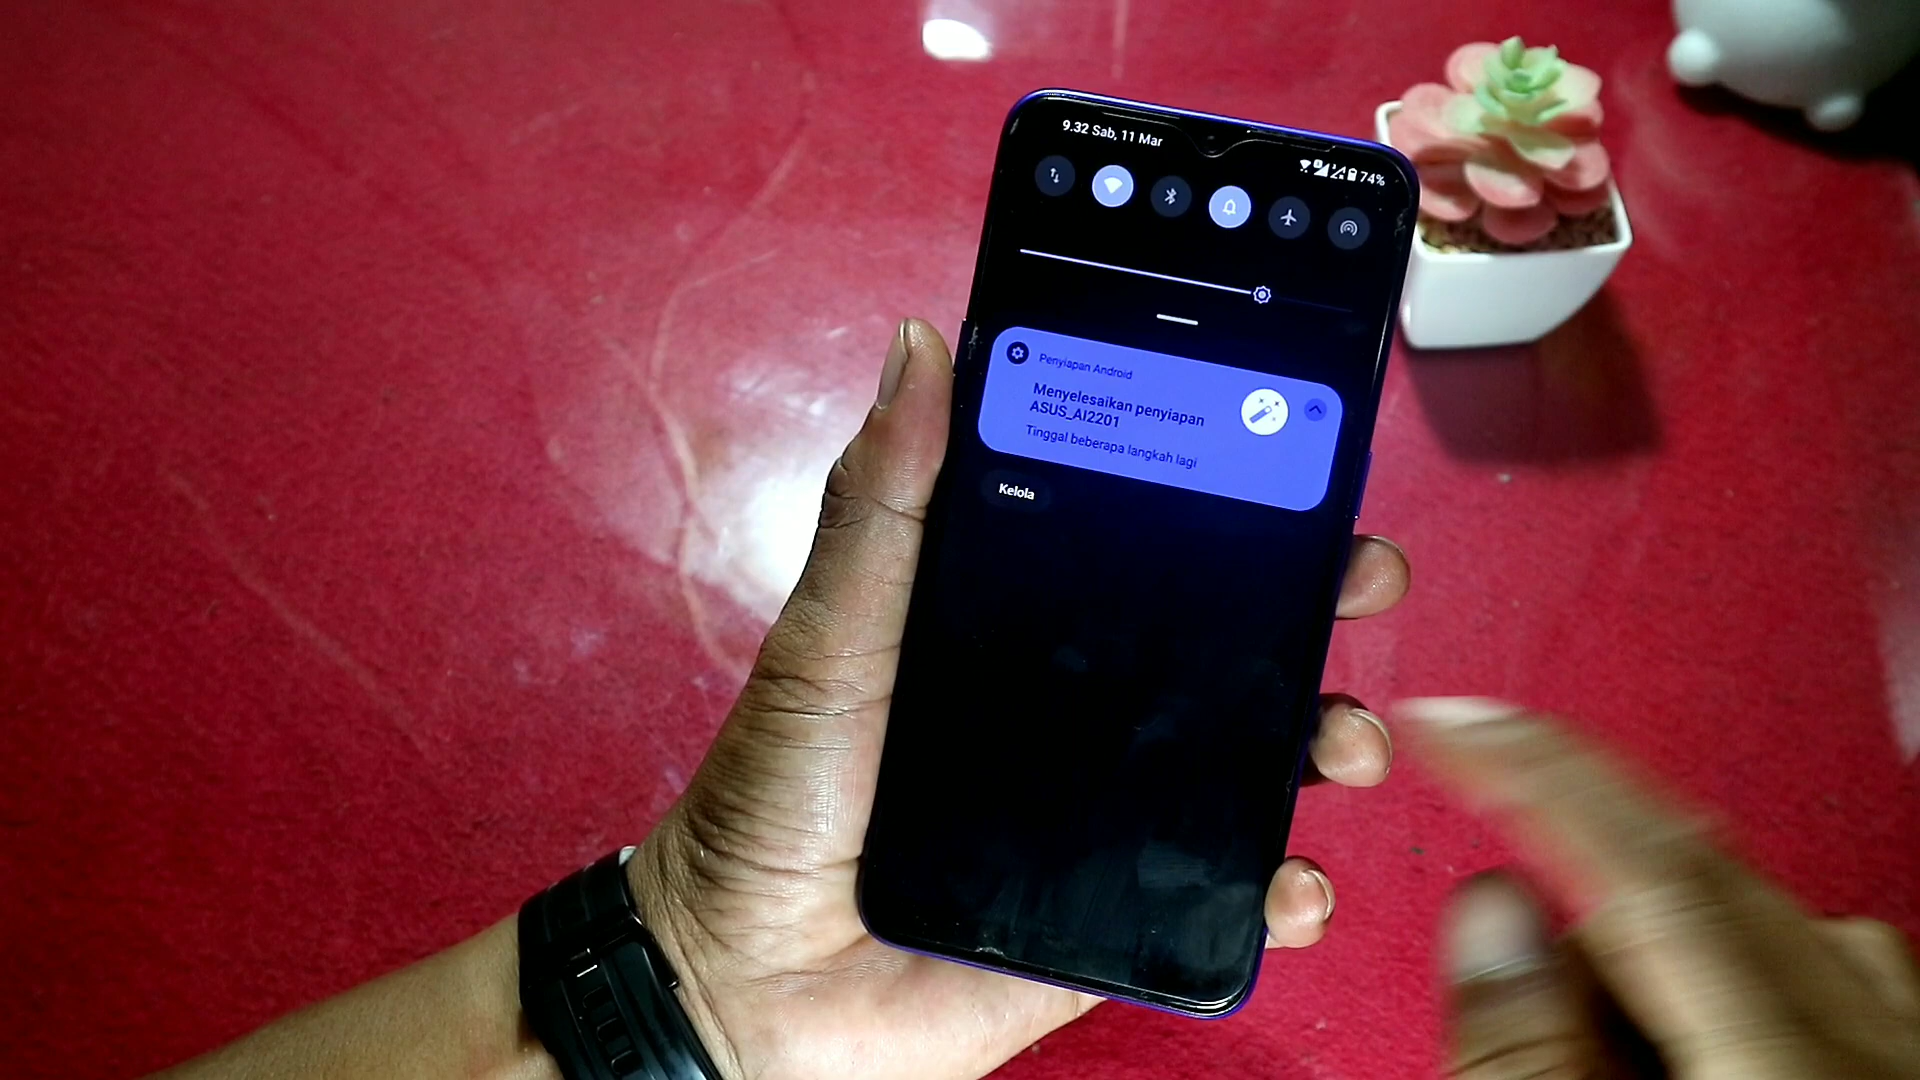 9.32 Sab, 11 Mar
74%
Penyiapan Android
Menyelesaikan penyiapan
ASUS_AI2201
Tinggal beberapa langkah lagi
Kelola